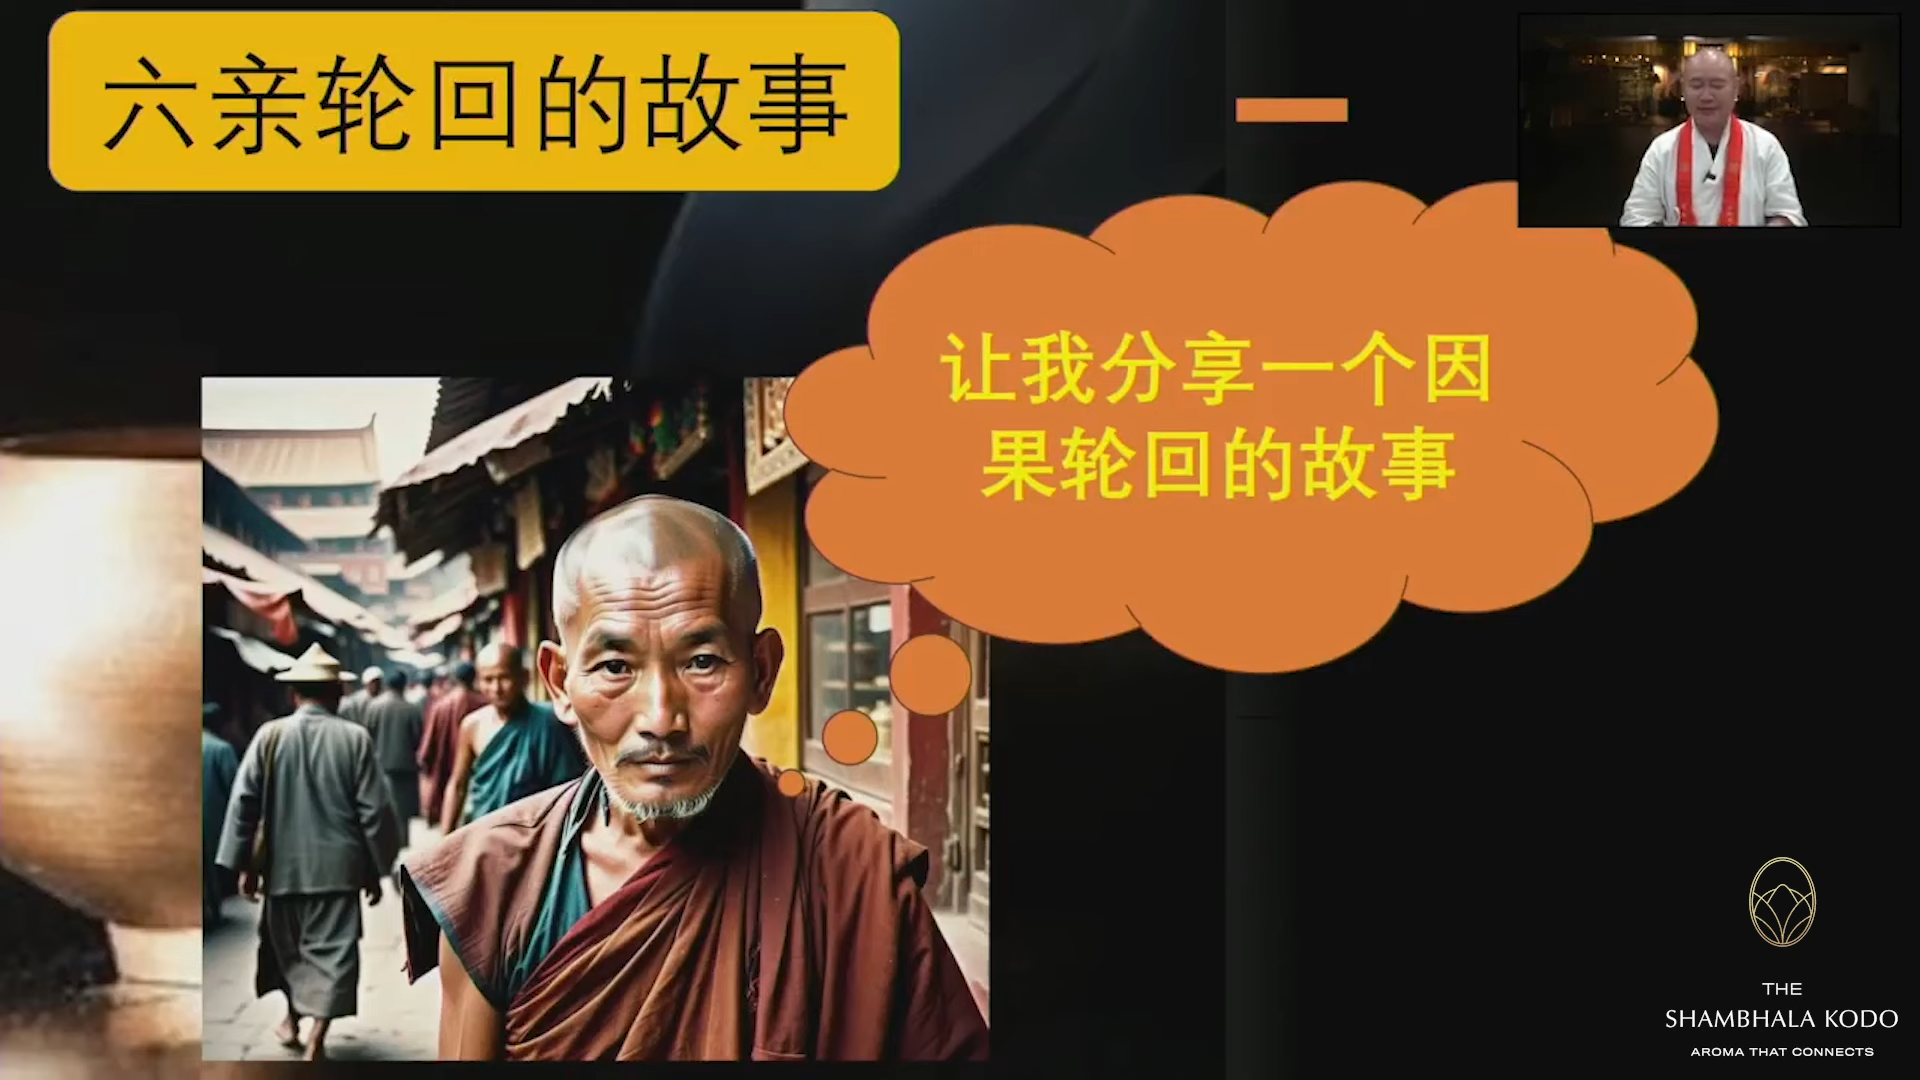 六亲轮回的故事
让我分享一个因
果轮回的故事
THE
SHAMBHALA KODO
AROMA THAT CONNECTS